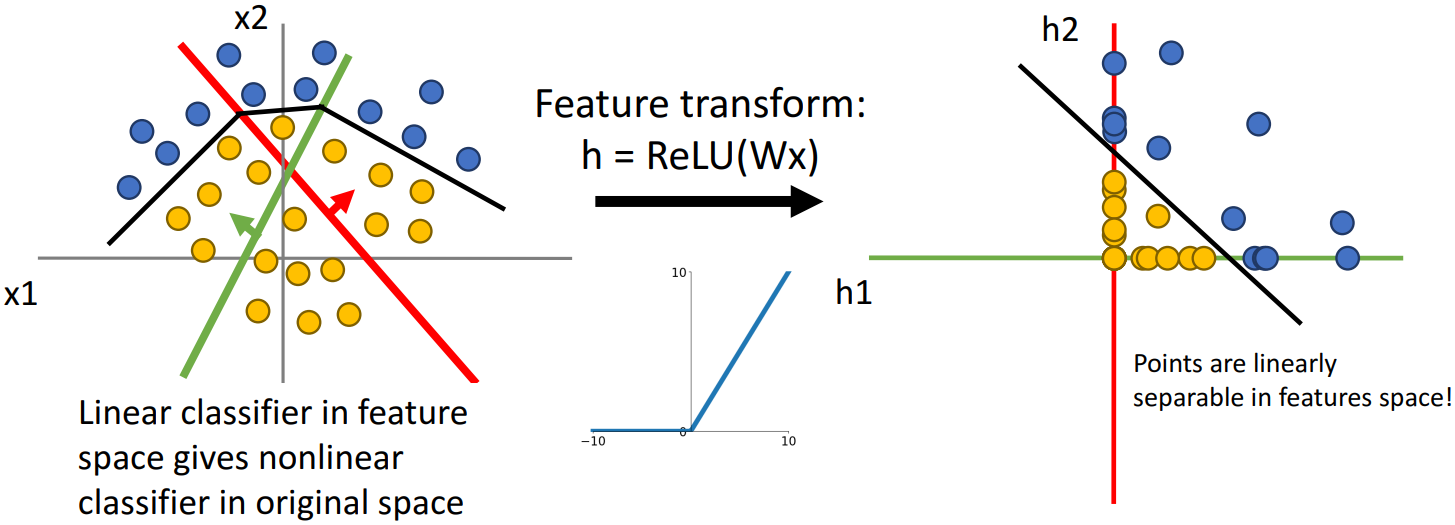 x2
x1
Linear classifier in feature
space gives nonlinear
classifier in original space
Feature transform:
h = ReLU(Wx)
10
0
−10
10
h2
h1
Points are linearly
separable in features space!